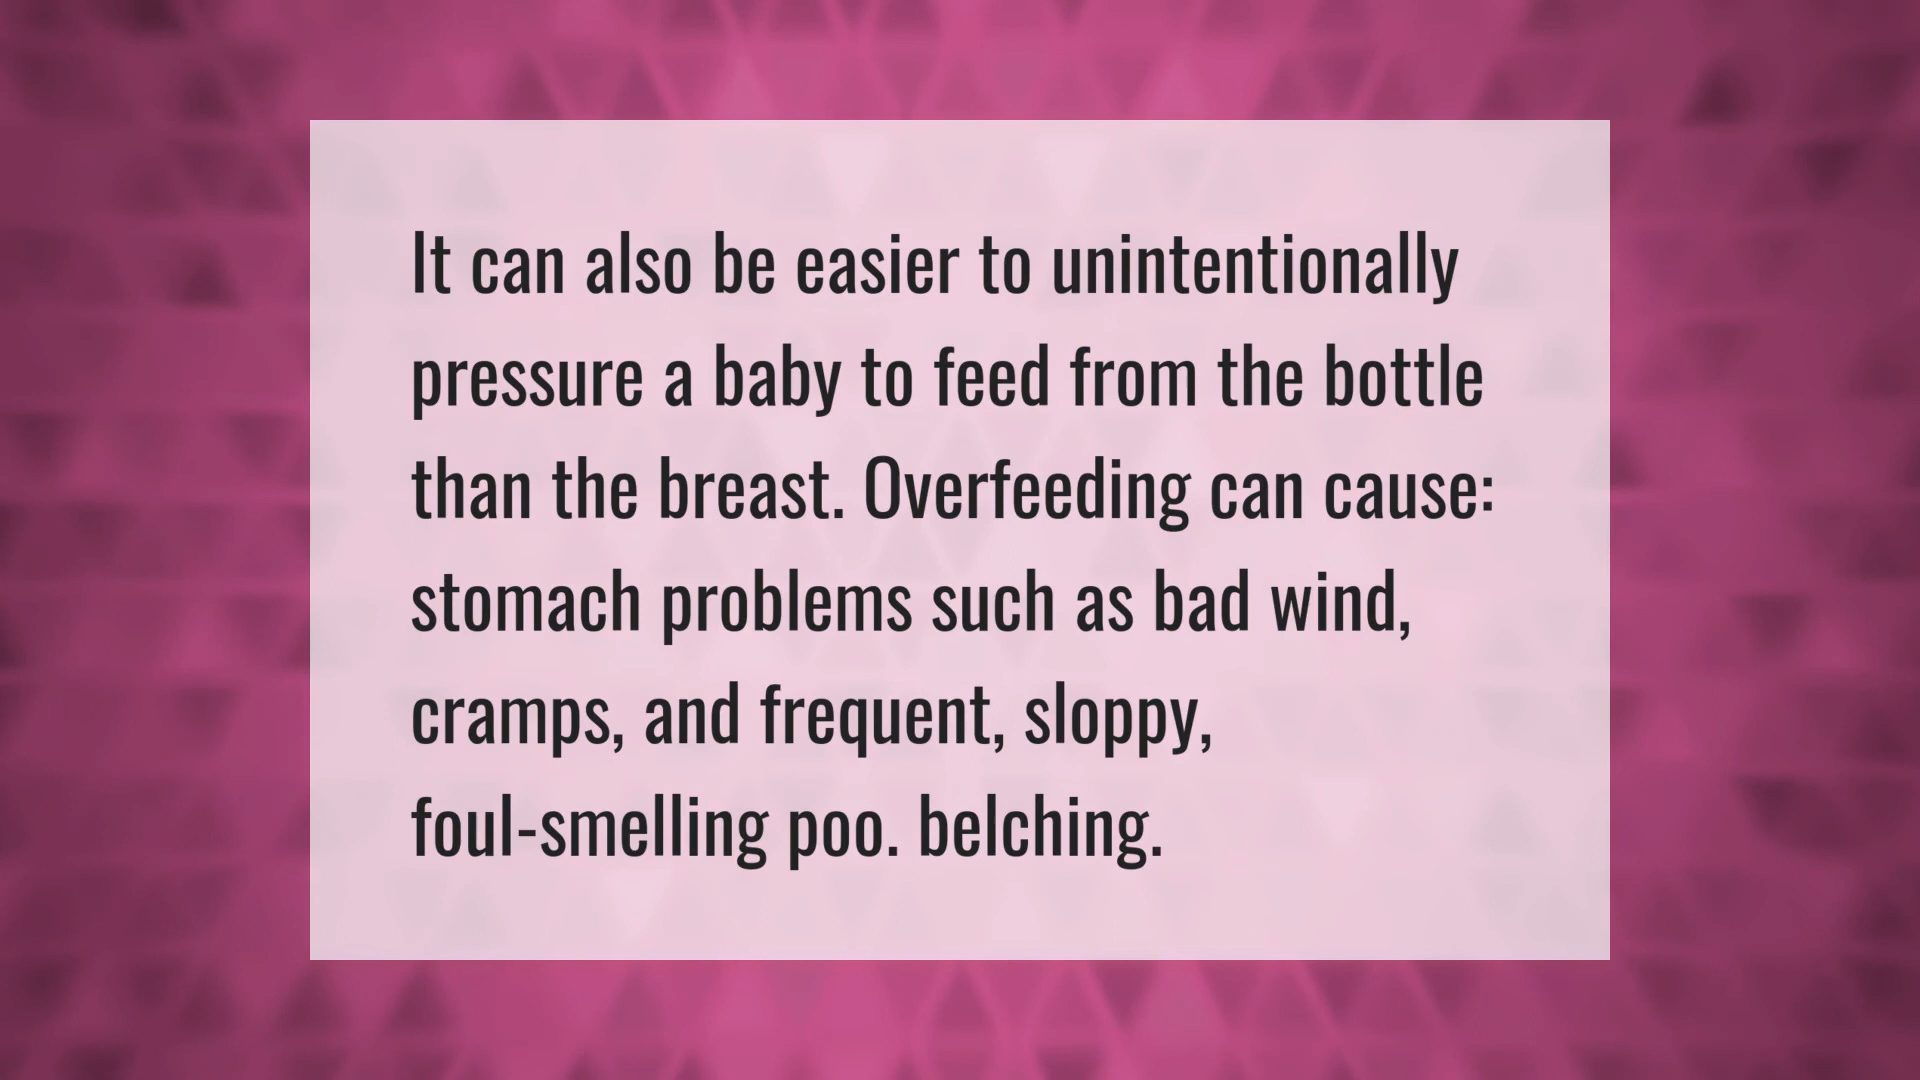 It can also be easier to unintentionally
pressure a baby to feed from the bottle
than the breast. Overfeeding can cause:
stomach problems such as bad wind,
cramps, and frequent, sloppy,
foul-smelling poo. belching.